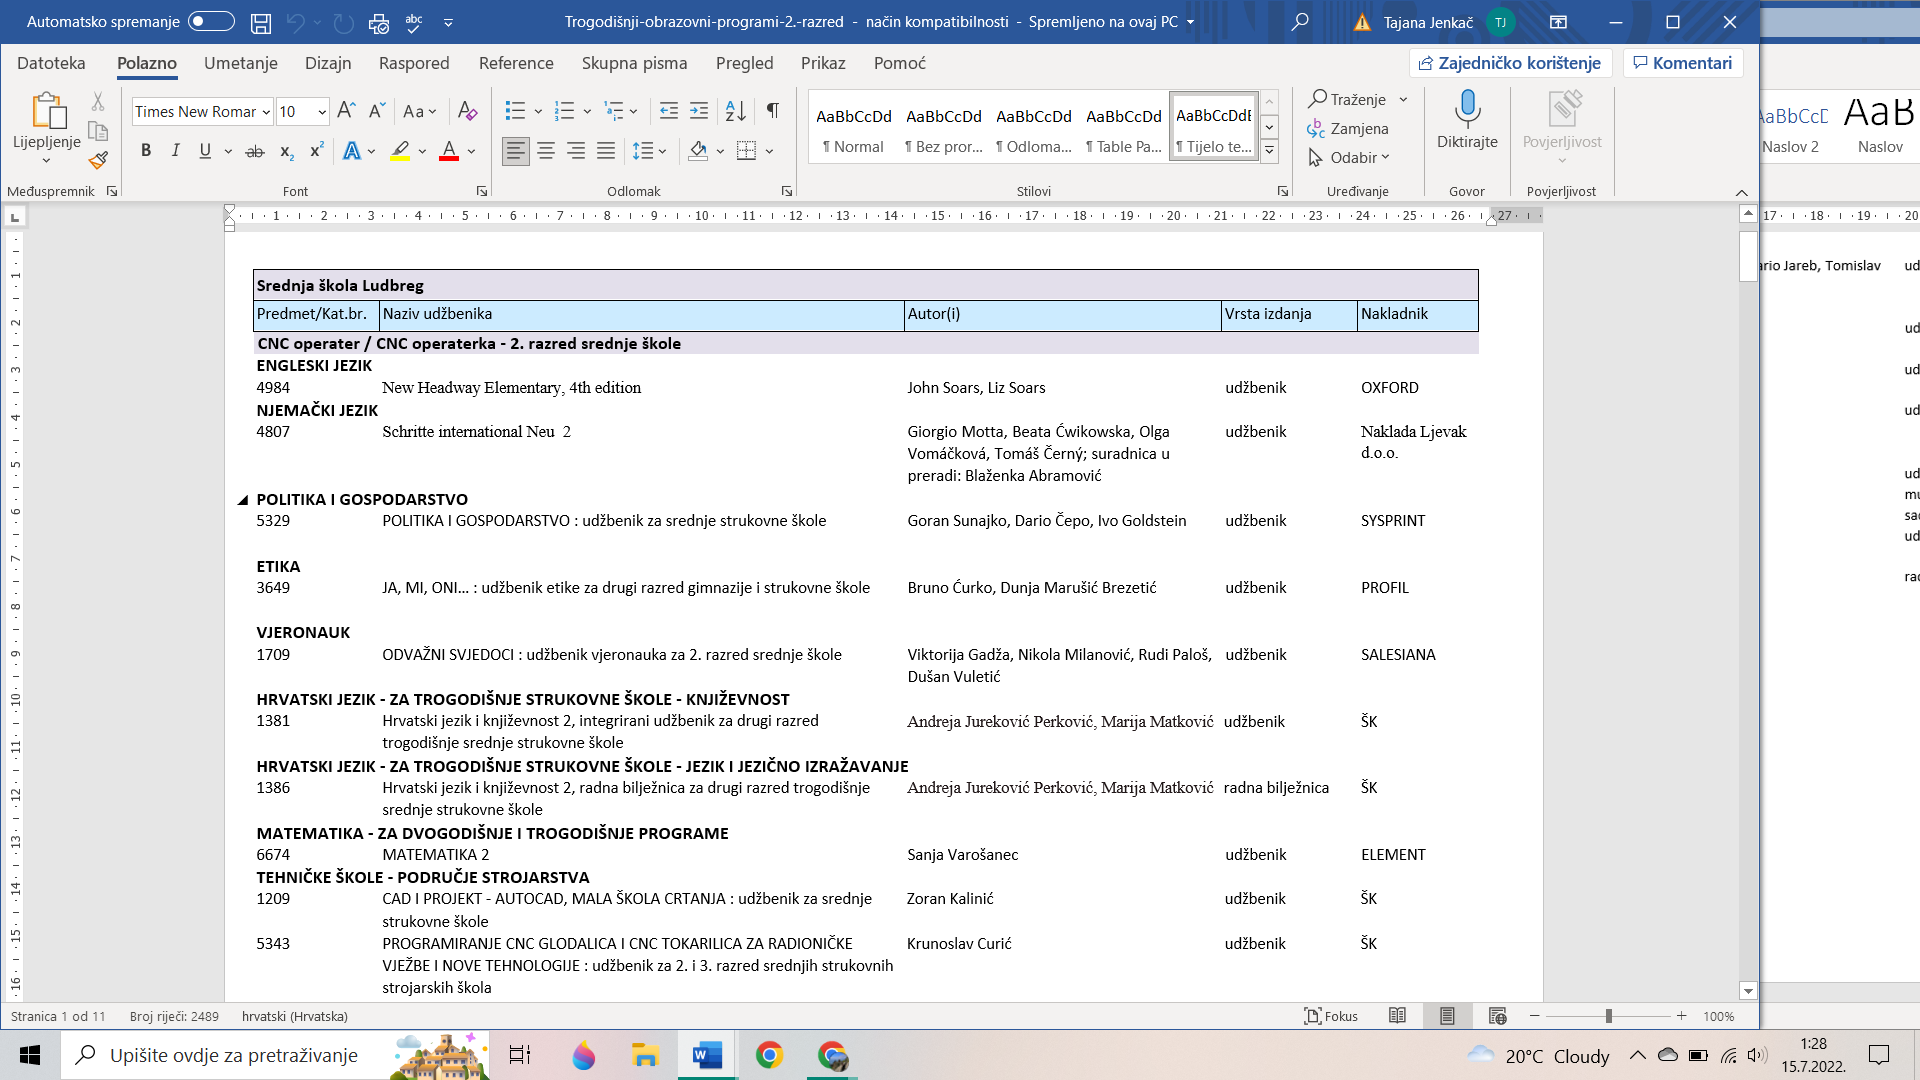 Automatsko spremanje
Trogodišnji-obrazovni-programi-2.-razred - način kompatibilnosti - Spremljeno na ovaj PC
Tajana Jenkač TJ
Datoteka Polazno Umetanje Dizajn Raspored Reference Skupna pisma Pregled Prikaz Pomoć
Zajedničko korištenje Komentari
Lijepljenje
Times New Romar 10
AaBbCcDd AaBbCcDd AaBbCcDd AaBbCcDd AaBbCcDdE
¶ Normal ¶ Bez pror... ¶ Odloma... ¶ Table Pa... ¶ Tijelo te...
Traženje
Zamjena
Odabir
Diktirajte
Povjerljivost
Međuspremnik Font Odlomak Stilovi Uređivanje Govor Povjerljivost
AaBbCcD AaB
Naslov 2 Naslov
Srednja škola Ludbreg
Predmet/Kat.br. Naziv udžbenika Autor(i) Vrsta izdanja Nakladnik
CNC operater / CNC operaterka - 2. razred srednje škole
ENGLESKI JEZIK
4984 New Headway Elementary, 4th edition John Soars, Liz Soars udžbenik OXFORD
NJEMAČKI JEZIK
4807 Schritte international Neu 2 Giorgio Motta, Beata Ćwikowska, Olga udžbenik Naklada Ljevak
Vomáčková, Tomáš Černý; suradnica u d.o.o.
preradi: Blaženka Abramović
POLITIKA I GOSPODARSTVO
5329 POLITIKA I GOSPODARSTVO : udžbenik za srednje strukovne škole Goran Sunajko, Dario Čepo, Ivo Goldstein udžbenik SYSPRINT
ETIKA
3649 JA, MI, ONI... : udžbenik etike za drugi razred gimnazije i strukovne škole Bruno Ćurko, Dunja Marušić Brezetić udžbenik PROFIL
VJERONAUK
1709 ODVAŽNI SVJEDOCI : udžbenik vjeronauka za 2. razred srednje škole Viktorija Gadža, Nikola Milanović, Rudi Paloš, udžbenik SALESIANA
Dušan Vuletić
HRVATSKI JEZIK - ZA TROGODIŠNJE STRUKOVNE ŠKOLE - KNJIŽEVNOST
1381 Hrvatski jezik i književnost 2, integrirani udžbenik za drugi razred Andreja Jureković Perković, Marija Matković udžbenik ŠK
trogodišnje srednje strukovne škole
HRVATSKI JEZIK - ZA TROGODIŠNJE STRUKOVNE ŠKOLE - JEZIK I JEZIČNO IZRAŽAVANJE
1386 Hrvatski jezik i književnost 2, radna bilježnica za drugi razred trogodišnje Andreja Jureković Perković, Marija Matković radna bilježnica ŠK
srednje strukovne škole
MATEMATIKA - ZA DVOGODIŠNJE I TROGODIŠNJE PROGRAME
6674 MATEMATIKA 2 Sanja Varošanec udžbenik ELEMENT
TEHNIČKE ŠKOLE - PODRUČJE STROJARSTVA
1209 CAD I PROJEKT - AUTOCAD, MALA ŠKOLA CRTANJA : udžbenik za srednje Zoran Kalinić udžbenik ŠK
strukovne škole
5343 PROGRAMIRANJE CNC GLODALICA I CNC TOKARILICA ZA RADIONIČKE Krunoslav Curić udžbenik ŠK
VJEŽBE I NOVE TEHNOLOGIJE : udžbenik za 2. i 3. razred srednjih strukovnih
strojarskih škola
ario Jareb, Tomislav
Stranica 1 od 11 Broj riječi: 2489 hrvatski (Hrvatska) Fokus 100%
Upišite ovdje za pretraživanje
20°C Cloudy
1:28
15.7.2022.